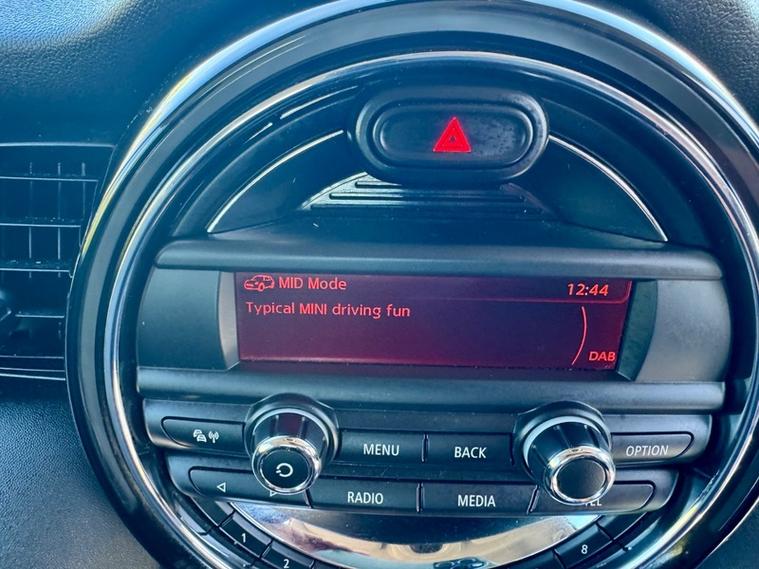 MID Mode
12:44
Typical MINI driving fun
DAB
MENU
BACK
OPTION
RADIO
MEDIA
1
2
8